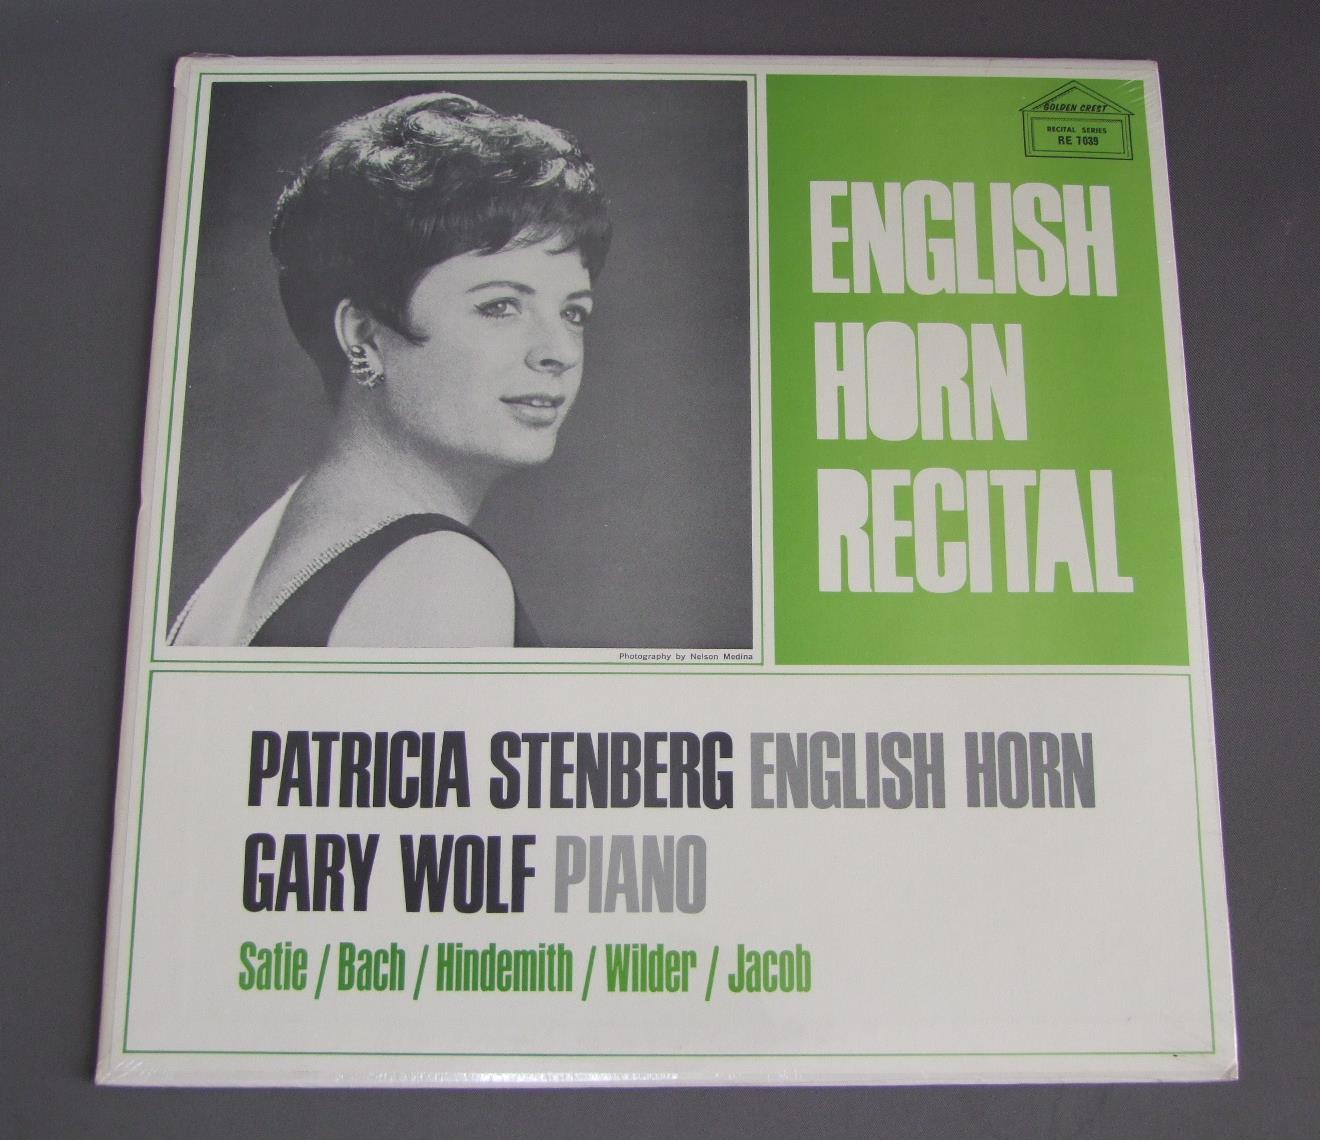 GOLDEN CREST
RECITAL SERIES
RE 7039
ENGLISH
HORN
RECITAL
Photography by Nelson Medina
PATRICIA STENBERG ENGLISH HORN
GARY WOLF PIANO
Satie / Bach / Hindemith / Wilder / Jacob